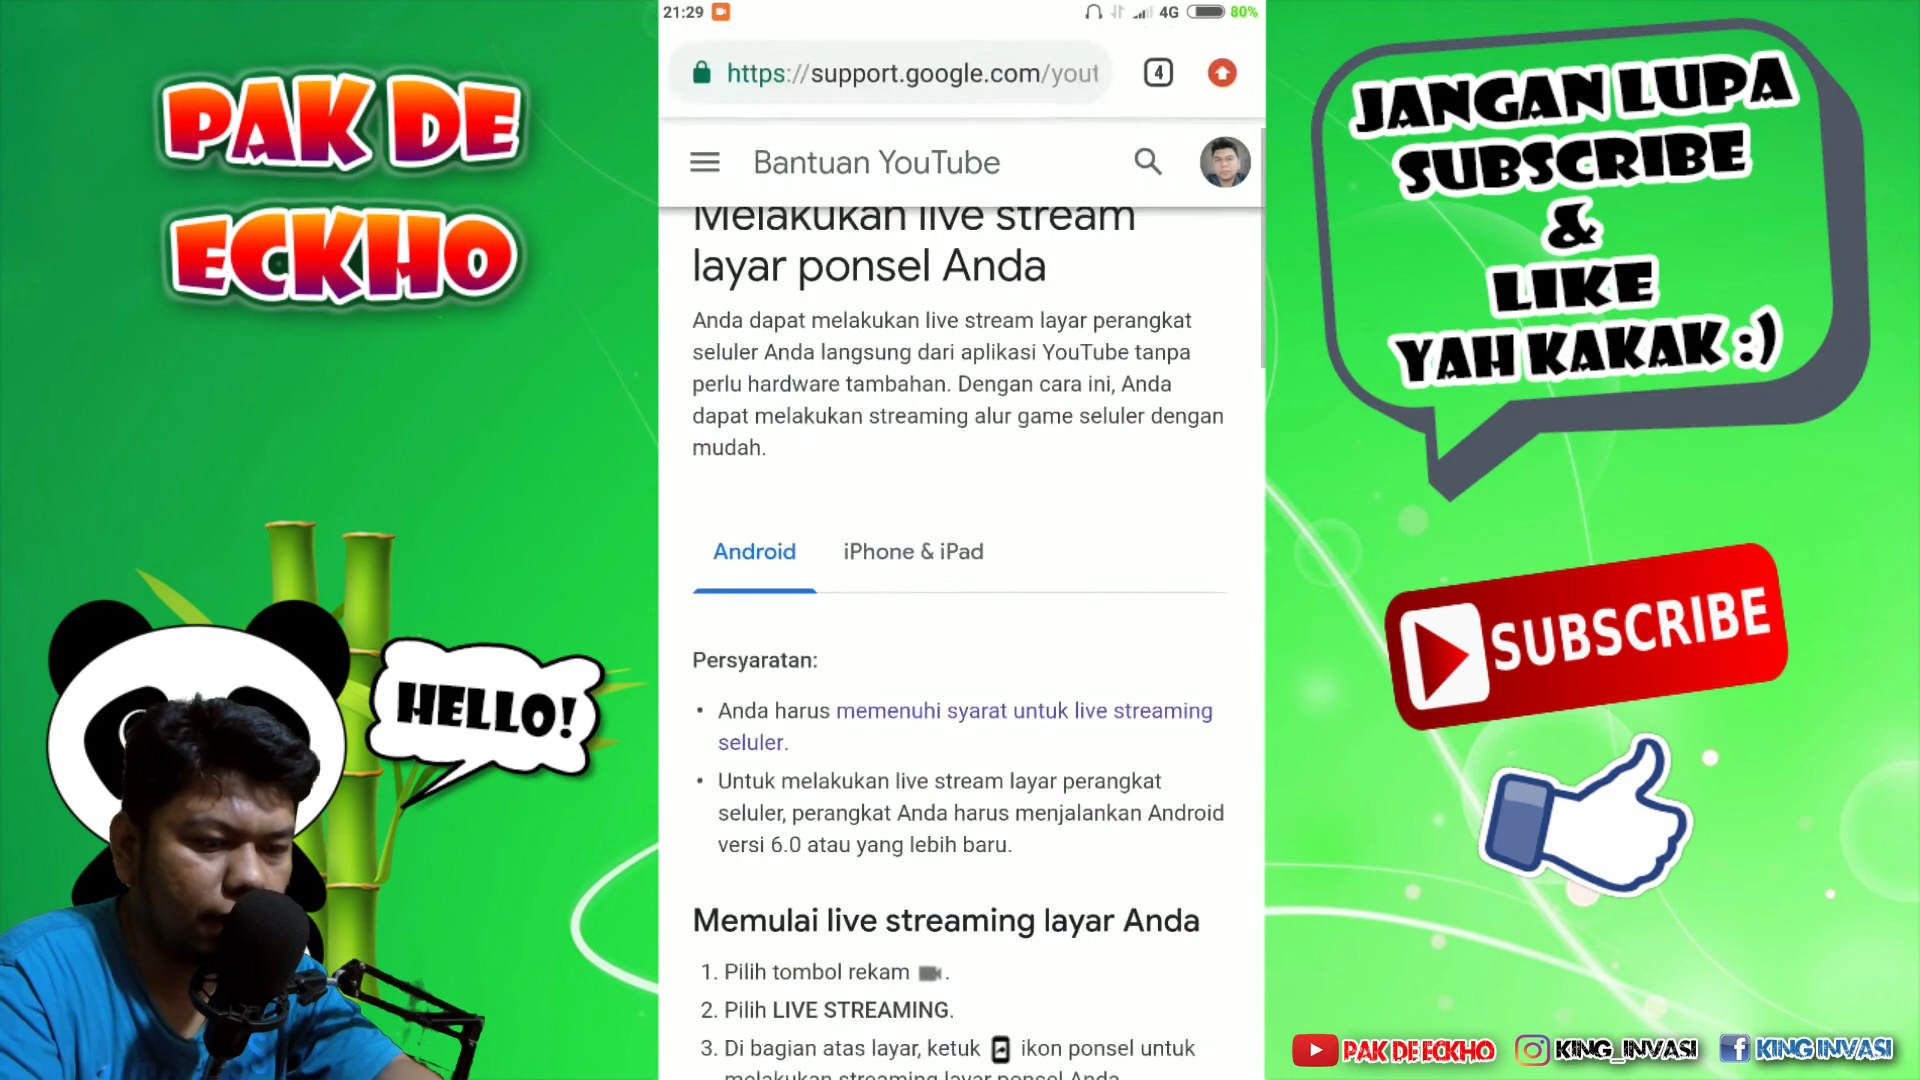 PAK DE
ECKHO
HELLO!
21:29
4G
80%
https://support.google.com/yout
4
Bantuan YouTube
Melakukan live stream
layar ponsel Anda
Anda dapat melakukan live stream layar perangkat
seluler Anda langsung dari aplikasi YouTube tanpa
perlu hardware tambahan. Dengan cara ini, Anda
dapat melakukan streaming alur game seluler dengan
mudah.
Android
iPhone & iPad
Persyaratan:
• Anda harus memenuhi syarat untuk live streaming
seluler.
• Untuk melakukan live stream layar perangkat
seluler, perangkat Anda harus menjalankan Android
versi 6.0 atau yang lebih baru.
Memulai live streaming layar Anda
1. Pilih tombol rekam .
2. Pilih LIVE STREAMING.
3. Di bagian atas layar, ketuk ikon ponsel untuk
melakukan streaming layar ponsel Anda
JANGAN LUPA
SUBSCRIBE
&
LIKE
YAH KAKAK :)
SUBSCRIBE
PAK DE ECKHO
KING_INVASI
KING INVASI